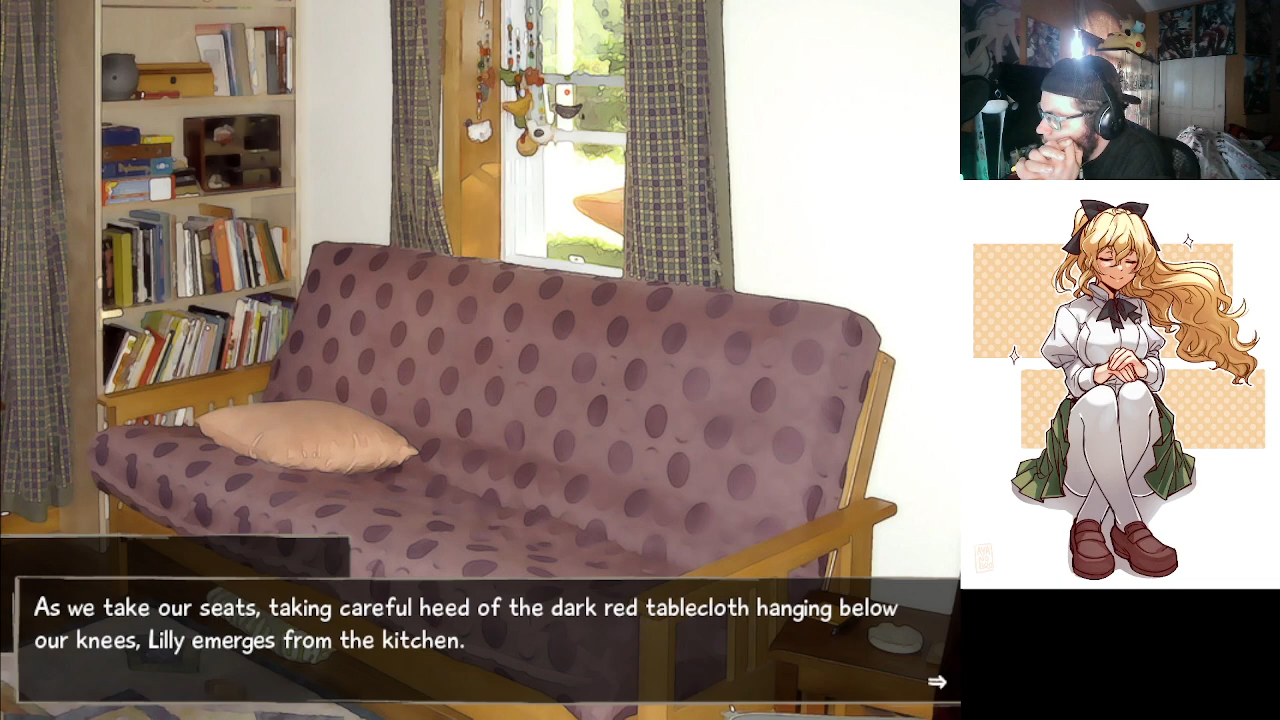 As we take our seats, taking careful heed of the dark red tablecloth hanging below
our knees, Lilly emerges from the kitchen.